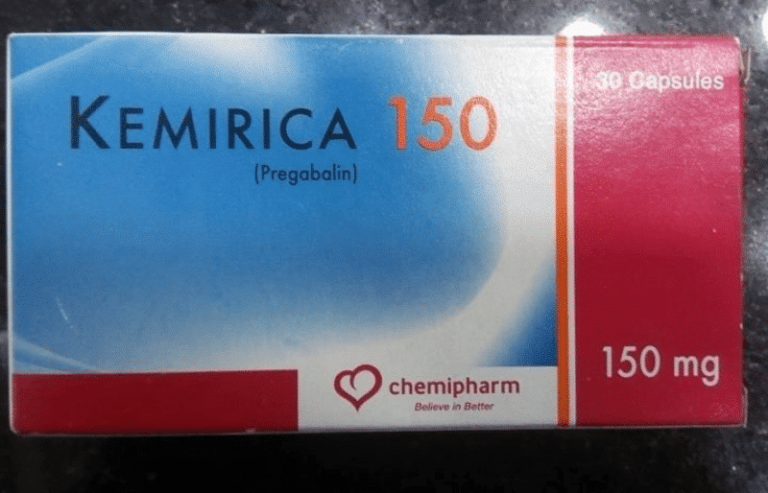 30 Capsules
KEMIRICA 150
(Pregabalin)
150 mg
chemipharm
Believe in Better